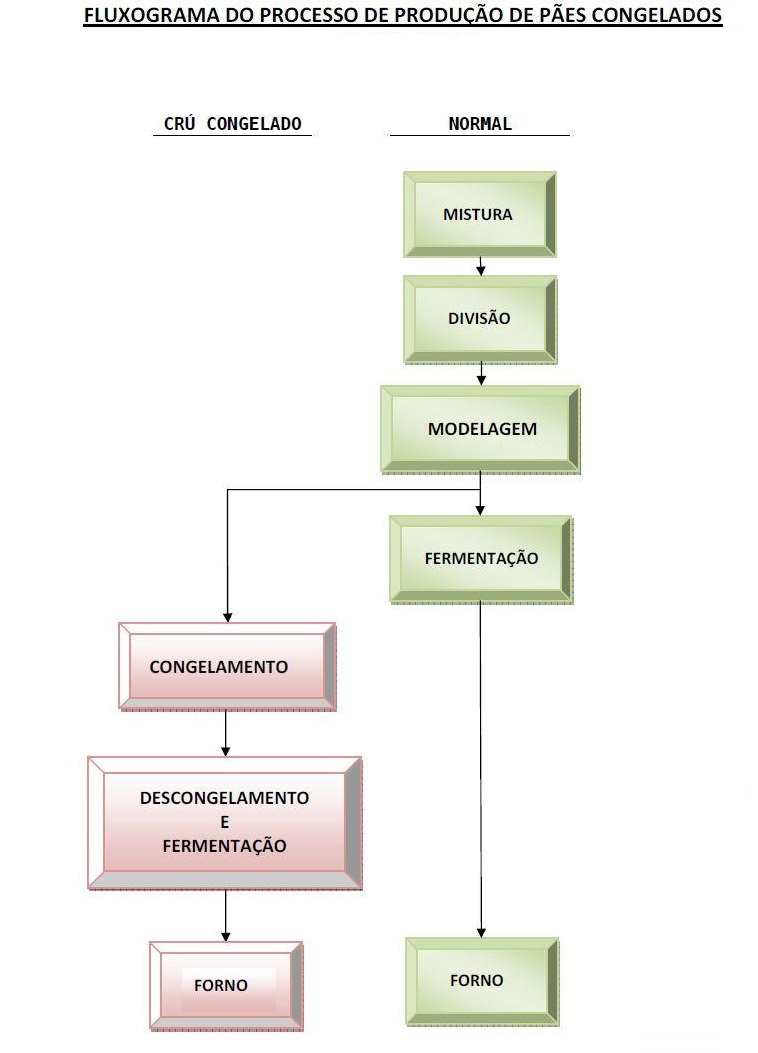 FLUXOGRAMA DO PROCESSO DE PRODUÇÃO DE PÃES CONGELADOS
CRÚ CONGELADO
NORMAL
MISTURA
DIVISÃO
MODELAGEM
FERMENTAÇÃO
CONGELAMENTO
DESCONGELAMENTO
E
FERMENTAÇÃO
FORNO
FORNO